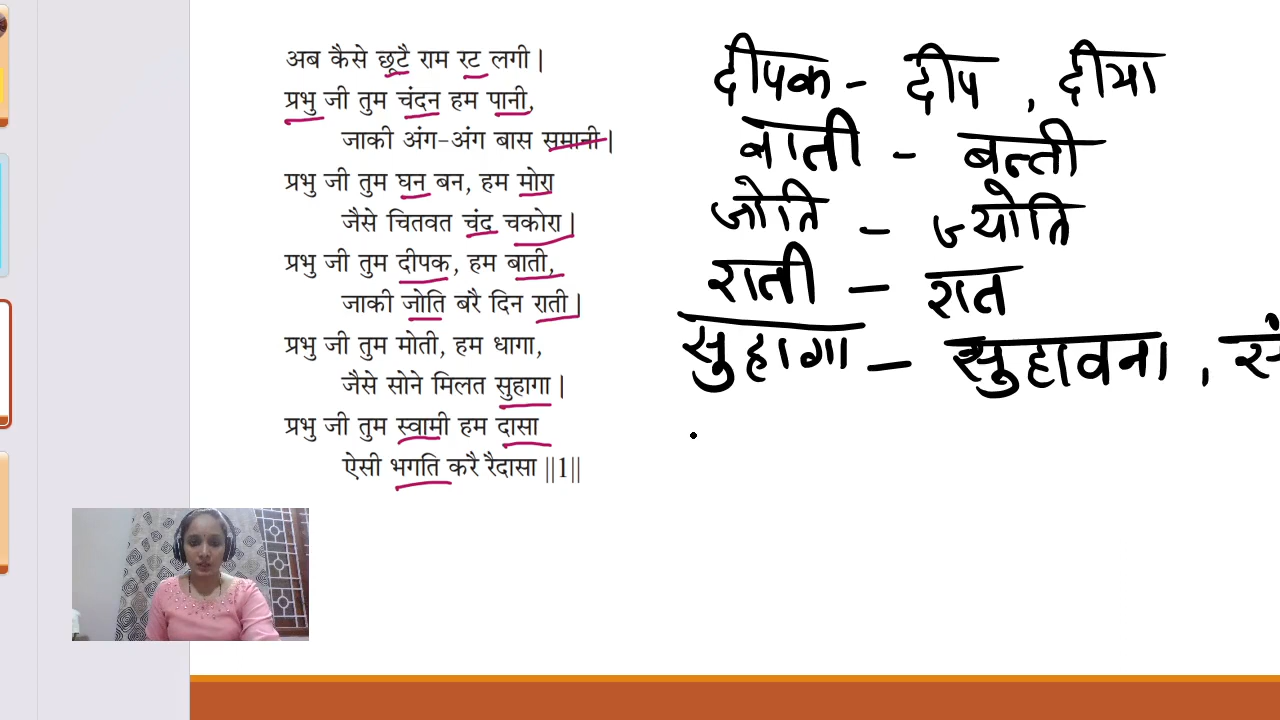 अब कैसे छूटै राम रट लगी|
प्रभु जी तुम चंदन हम पानी,
जाकी अंग-अंग बास समानी|
प्रभु जी तुम घन बन, हम मोरा
जैसे चितवत चंद चकोरा|
प्रभु जी तुम दीपक, हम बाती,
जाकी जोति बरै दिन राती|
प्रभु जी तुम मोती, हम धागा,
जैसे सोने मिलत सुहागा|
प्रभु जी तुम स्वामी हम दासा
ऐसी भगति करै रैदासा ||1||
दीपक - दीप , दीया
बाती - बत्ती
जोति - ज्योति
राती - रात
सुहागा - सुहावना ,